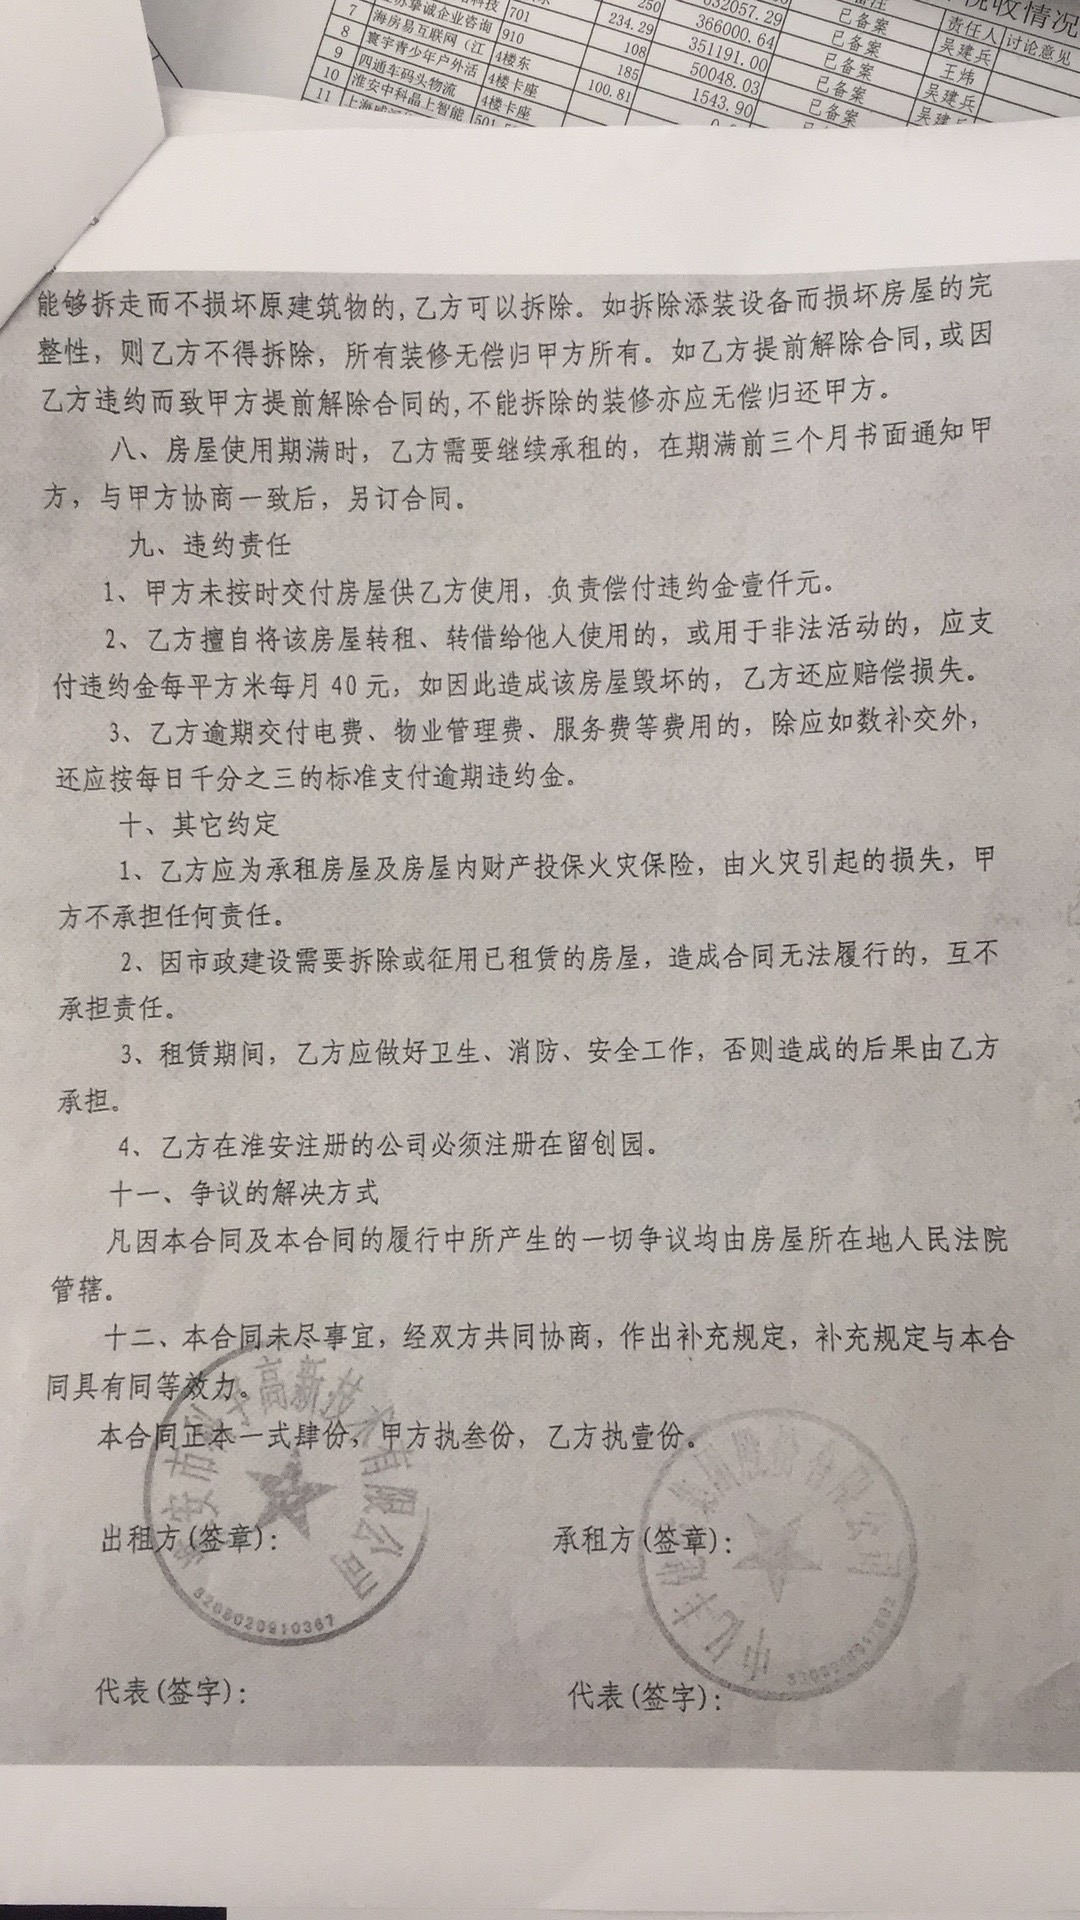 税收情况
责任人 讨论意见
032057.29 已备案 吴建兵
7 挚诚企业咨询 701 250 366000.64 已备案 王炜
8 海房易互联网（江 910 234.29 351191.00 已备案 吴建兵
9 寰宇青少年户外活 4楼东 108 50048.03 已备案
10 四通车码头物流 4楼卡座 185 1543.90 已备案
11 淮安中科晶上智能 4楼卡座 100.81
能够拆走而不损坏原建筑物的,乙方可以拆除。如拆除添装设备而损坏房屋的完
整性，则乙方不得拆除，所有装修无偿归甲方所有。如乙方提前解除合同,或因
乙方违约而致甲方提前解除合同的,不能拆除的装修亦应无偿归还甲方。
八、房屋使用期满时，乙方需要继续承租的，在期满前三个月书面通知甲
方，与甲方协商一致后，另订合同。
九、违约责任
1、甲方未按时交付房屋供乙方使用，负责偿付违约金壹仟元。
2、乙方擅自将该房屋转租、转借给他人使用的，或用于非法活动的，应支
付违约金每平方米每月 40 元，如因此造成该房屋毁坏的，乙方还应赔偿损失。
3、乙方逾期交付电费、物业管理费、服务费等费用的，除应如数补交外，
还应按每日千分之三的标准支付逾期违约金。
十、其它约定
1、乙方应为承租房屋及房屋内财产投保火灾保险，由火灾引起的损失，甲
方不承担任何责任。
2、因市政建设需要拆除或征用已租赁的房屋，造成合同无法履行的，互不
承担责任。
3、租赁期间，乙方应做好卫生、消防、安全工作，否则造成的后果由乙方
承担。
4、乙方在淮安注册的公司必须注册在留创园。
十一、争议的解决方式
凡因本合同及本合同的履行中所产生的一切争议均由房屋所在地人民法院
管辖。
十二、本合同未尽事宜，经双方共同协商，作出补充规定，补充规定与本合
同具有同等效力。
本合同正本一式肆份，甲方执叁份，乙方执壹份。
出租方(签章)： 承租方(签章)：
高新技术有限公司
3208020910367
集团股份有限公司
代表(签字)： 代表(签字)：